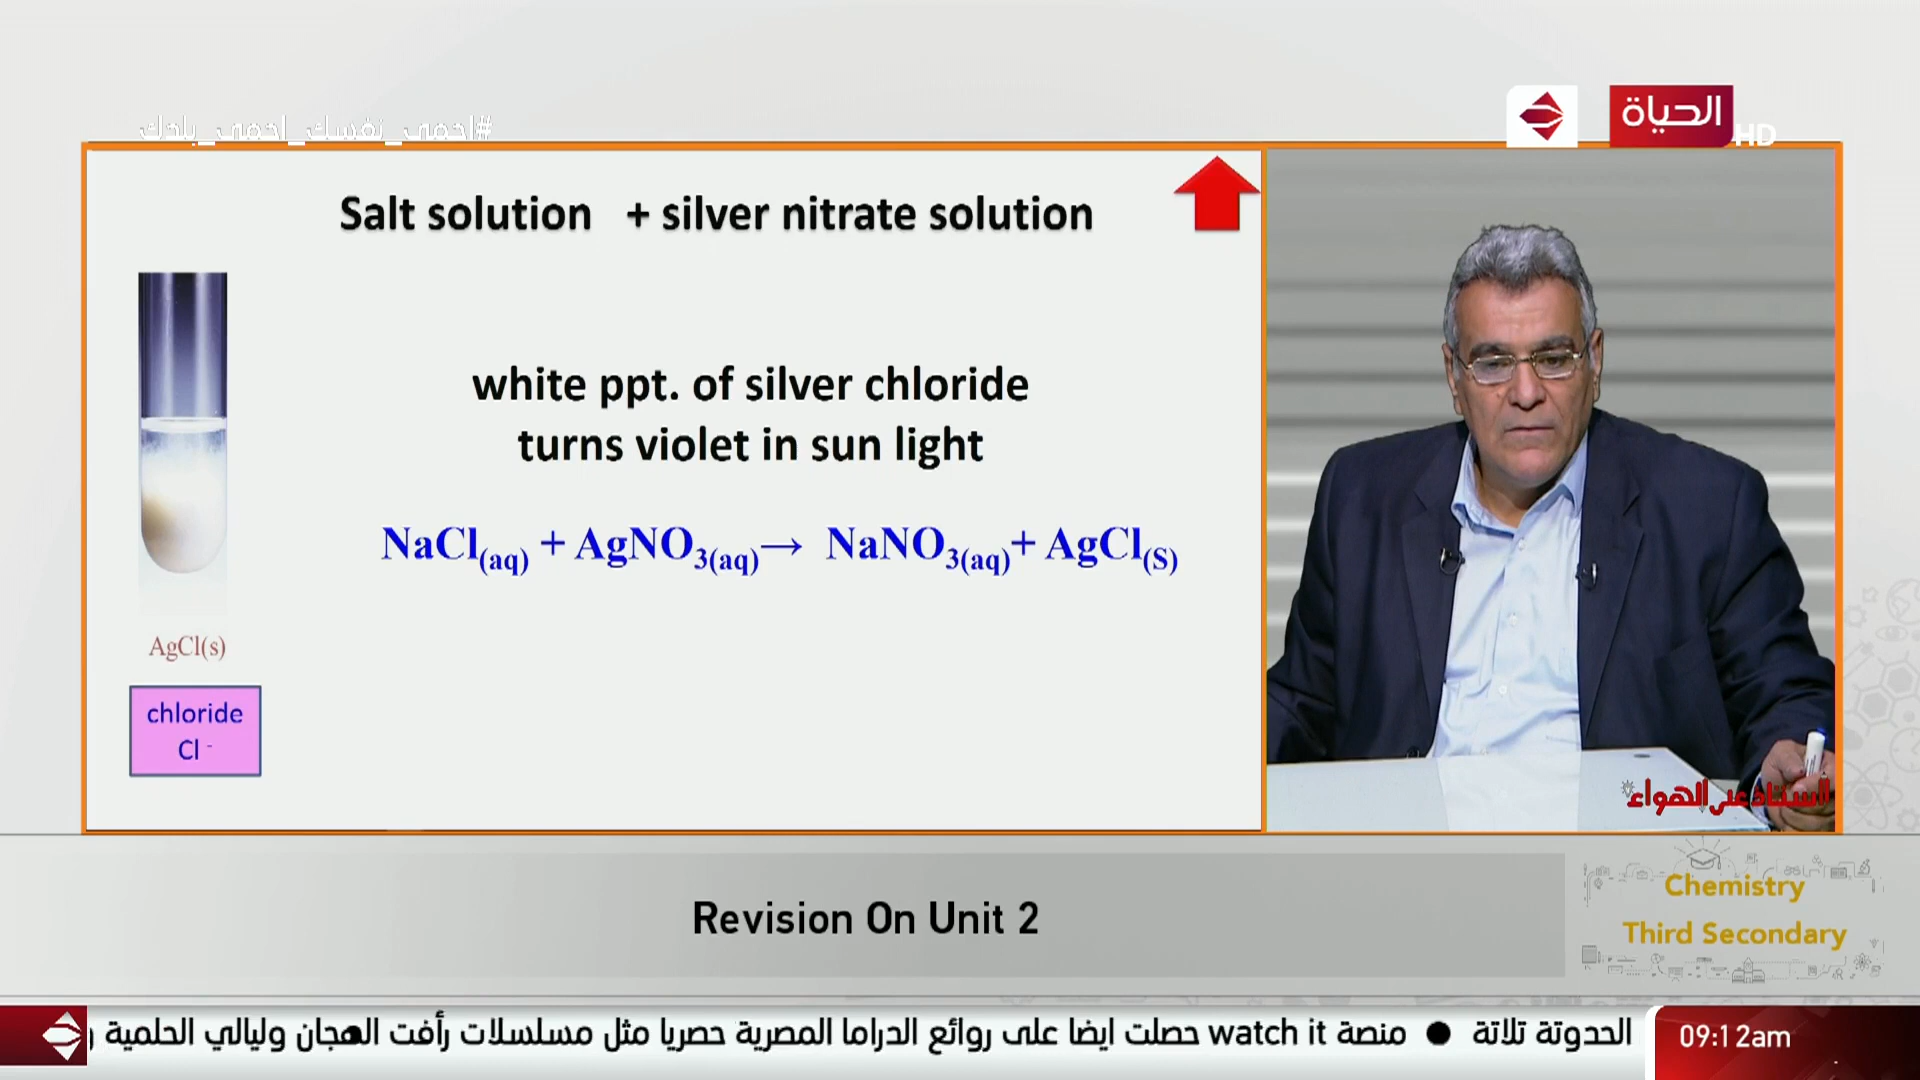 #احمي_نفسك_احمي_بلدك
الحياة
HD
Salt solution + silver nitrate solution
white ppt. of silver chloride
turns violet in sun light
NaCl(aq) + AgNO3(aq)→ NaNO3(aq)+ AgCl(S)
AgCl(s)
chloride
Cl -
أستاذ على الهواء
Revision On Unit 2
Chemistry
Third Secondary
الحدوتة تلاتة ● منصة watch it حصلت ايضا على روائع الدراما المصرية حصريا مثل مسلسلات رأفت الهجان وليالي الحلمية و
09:12am